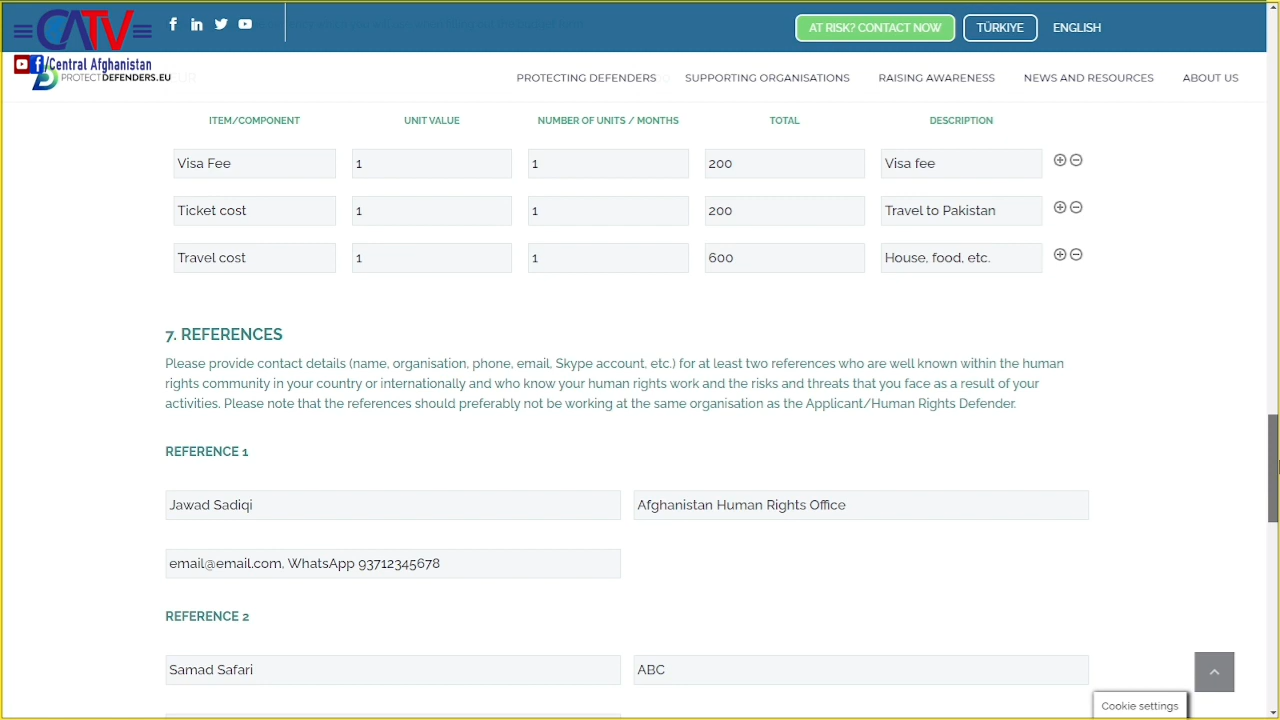 CATV
AT RISK? CONTACT NOW
TÜRKIYE
ENGLISH
/Central Afghanistan
PROTECTDEFENDERS.EU
PROTECTING DEFENDERS
SUPPORTING ORGANISATIONS
RAISING AWARENESS
NEWS AND RESOURCES
ABOUT US
ITEM/COMPONENT UNIT VALUE NUMBER OF UNITS / MONTHS TOTAL DESCRIPTION
Visa Fee 1 1 200 Visa fee
Ticket cost 1 1 200 Travel to Pakistan
Travel cost 1 1 600 House, food, etc.
7. REFERENCES
Please provide contact details (name, organisation, phone, email, Skype account, etc.) for at least two references who are well known within the human
rights community in your country or internationally and who know your human rights work and the risks and threats that you face as a result of your
activities. Please note that the references should preferably not be working at the same organisation as the Applicant/Human Rights Defender.
REFERENCE 1
Jawad Sadiqi Afghanistan Human Rights Office
email@email.com, WhatsApp 93712345678
REFERENCE 2
Samad Safari ABC
Cookie settings